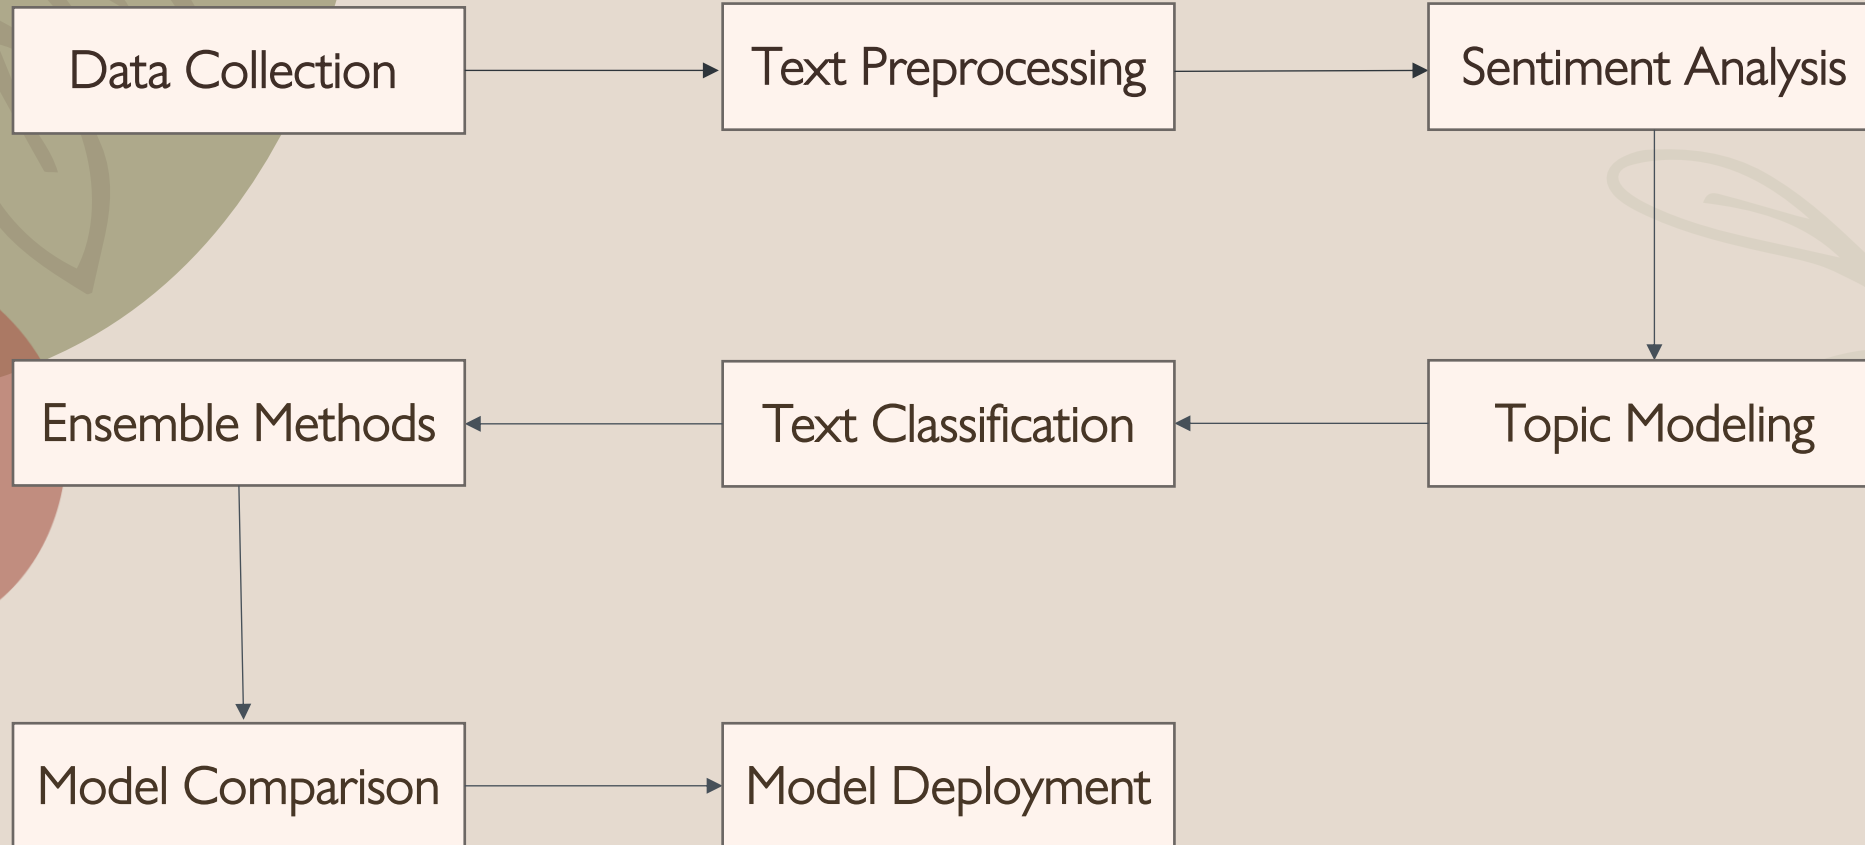 Data Collection
Text Preprocessing
Sentiment Analysis
Topic Modeling
Text Classification
Ensemble Methods
Model Comparison
Model Deployment